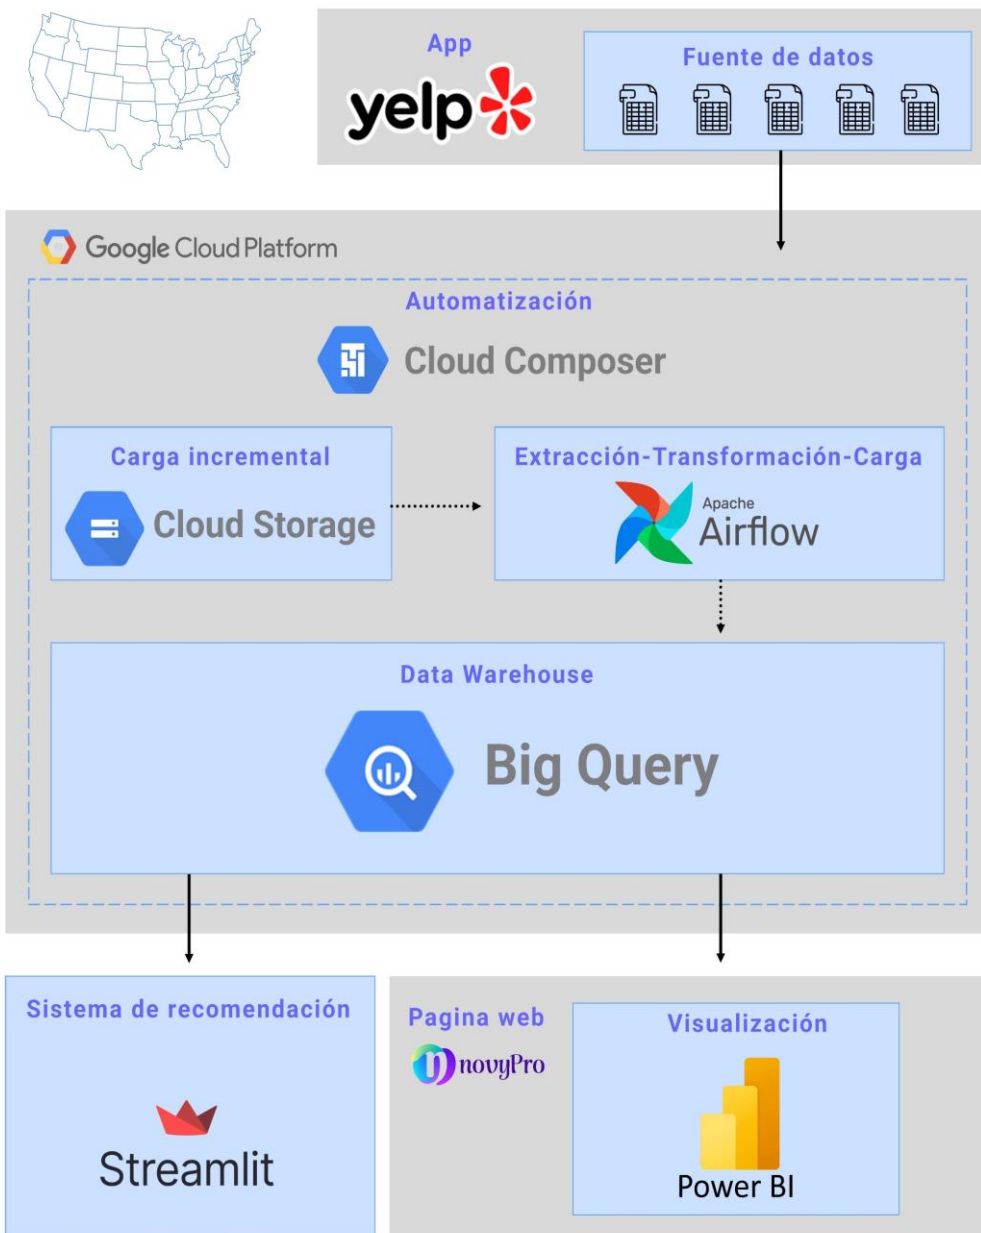 App
yelp
Fuente de datos
Google Cloud Platform
Automatización
Cloud Composer
Carga incremental
Cloud Storage
Extracción-Transformación-Carga
Apache
Airflow
Data Warehouse
Big Query
Sistema de recomendación
Streamlit
Pagina web
novyPro
Visualización
Power BI